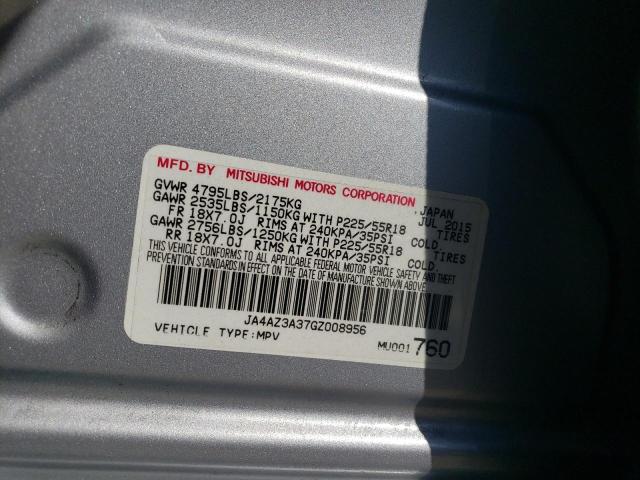 MFD. BY MITSUBISHI MOTORS CORPORATION
GVWR 4795LBS/2175KG JAPAN
GAWR 2535LBS/1150KG WITH P225/55R18 JUL 2015
FR 18X7.0J RIMS AT 240KPA/35PSI COLD. TIRES
GAWR 2756LBS/1250KG WITH P225/55R18 TIRES
RR 18X7.0J RIMS AT 240KPA/35PSI COLD.
THIS VEHICLE CONFORMS TO ALL APPLICABLE FEDERAL MOTOR VEHICLE SAFETY AND THEFT
PREVENTION STANDARDS IN EFFECT ON THE DATE OF MANUFACTURE SHOWN ABOVE.
JA4AZ3A37GZ008956
VEHICLE TYPE:MPV MU001 760